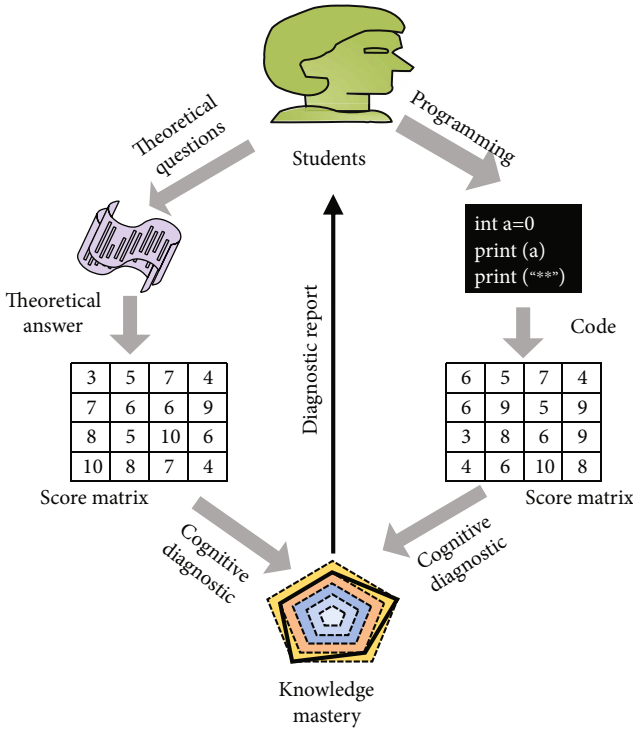 Theoretical
questions
Programming
Students
int a=0
print (a)
print (“**”)
Theoretical
answer
Code
Diagnostic report
3 5 7 4
7 6 6 9
8 5 10 6
10 8 7 4
Score matrix
6 5 7 4
6 9 5 9
3 8 6 9
4 6 10 8
Score matrix
Cognitive
diagnostic
Cognitive
diagnostic
Knowledge
mastery